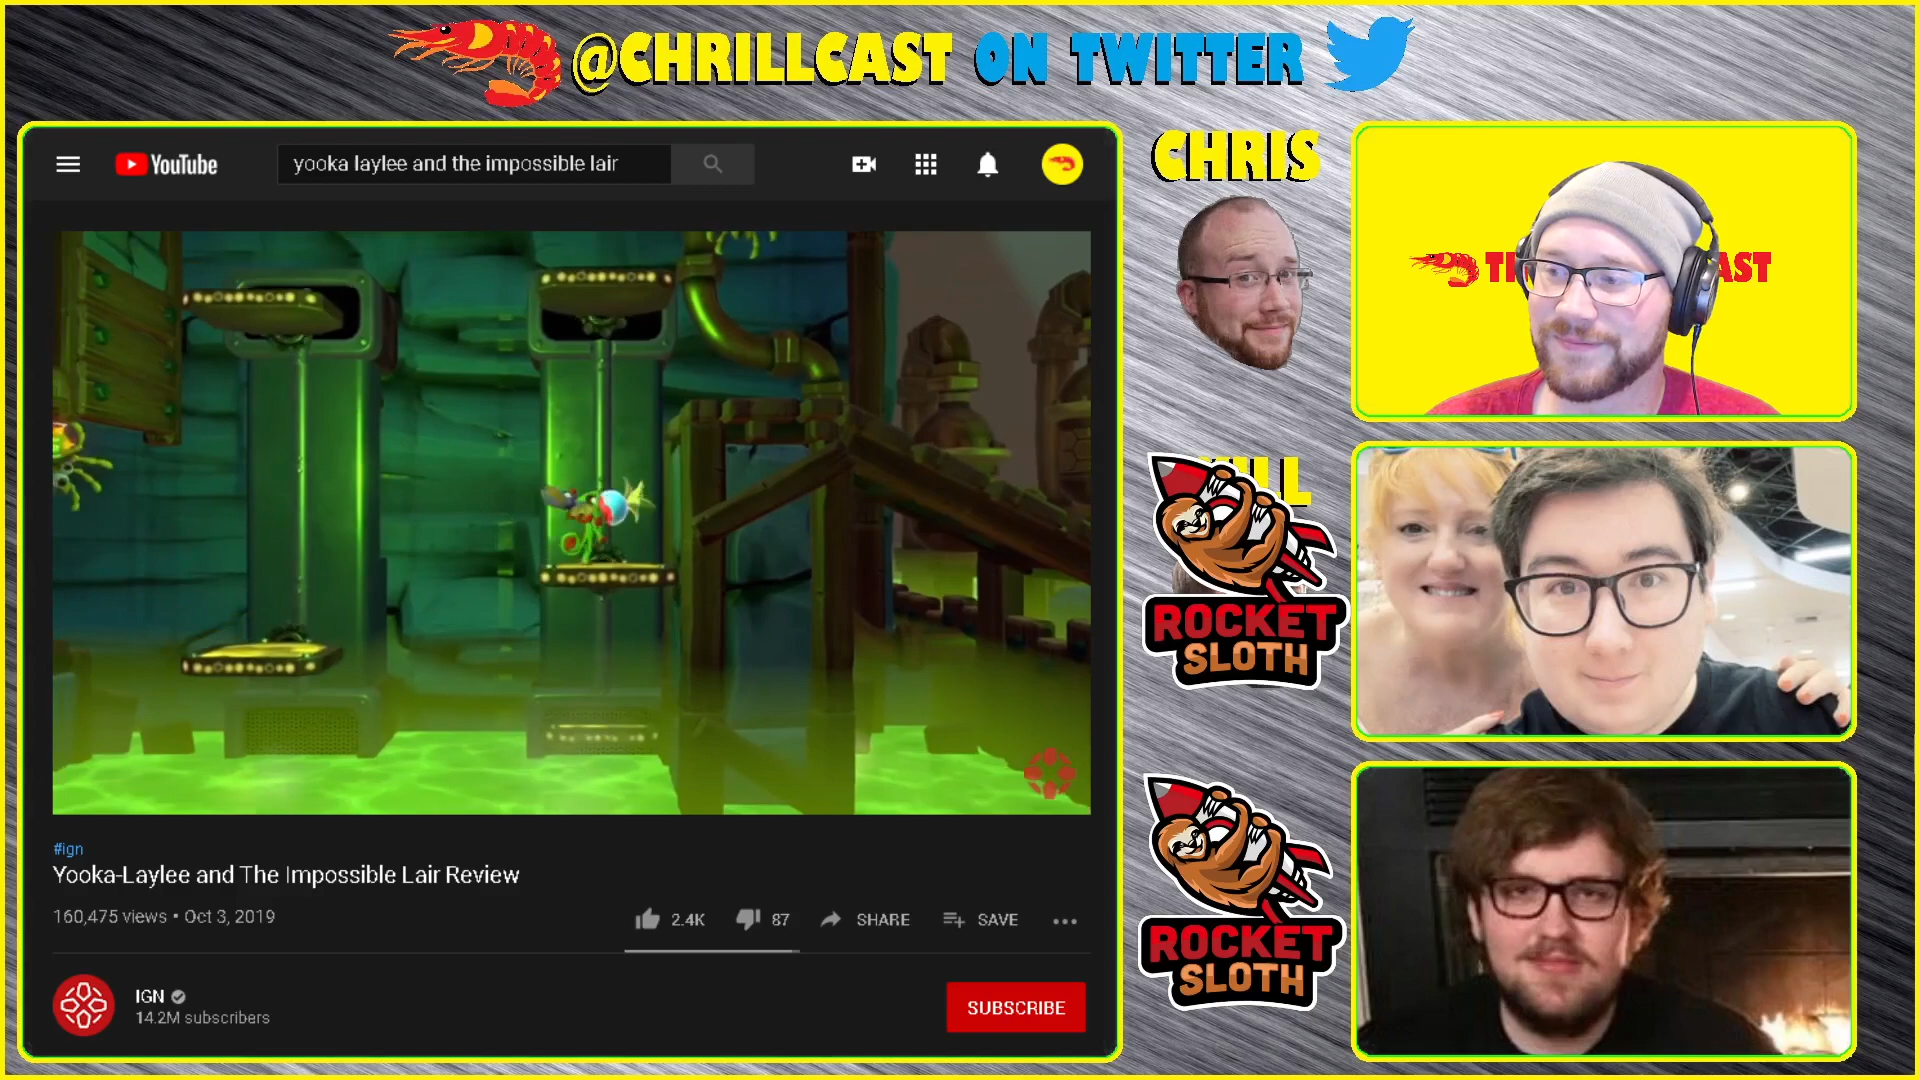 @CHRILLCAST ON TWITTER
YouTube
yooka laylee and the impossible lair
CHRIS
AST
ROCKET
SLOTH
ROCKET
SLOTH
#ign
Yooka-Laylee and The Impossible Lair Review
160,475 views • Oct 3, 2019
2.4K
87
SHARE
SAVE
IGN
14.2M subscribers
SUBSCRIBE